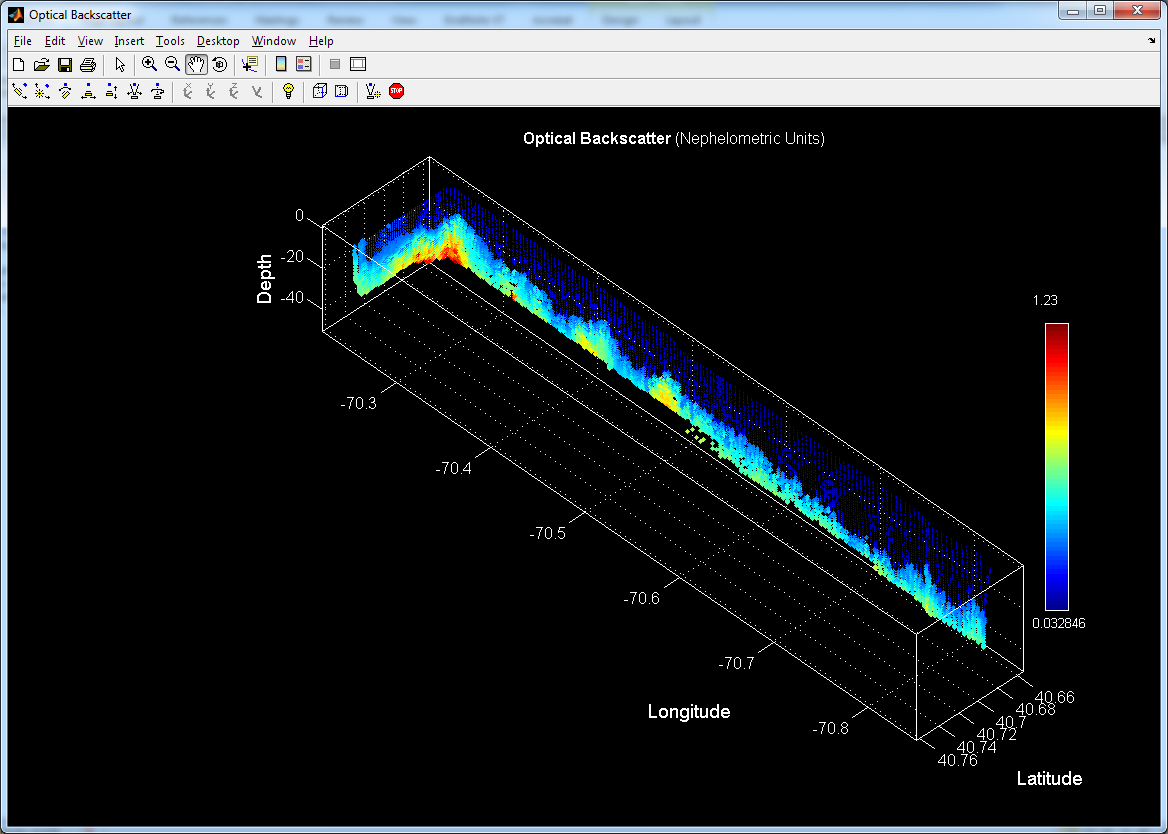 Optical Backscatter
File Edit View Insert Tools Desktop Window Help
STOP
Optical Backscatter (Nephelometric Units)
0
-20
-40
Depth
1.23
0.032846
-70.3
-70.4
-70.5
-70.6
-70.7
-70.8
Longitude
40.66
40.68
40.7
40.72
40.74
40.76
Latitude